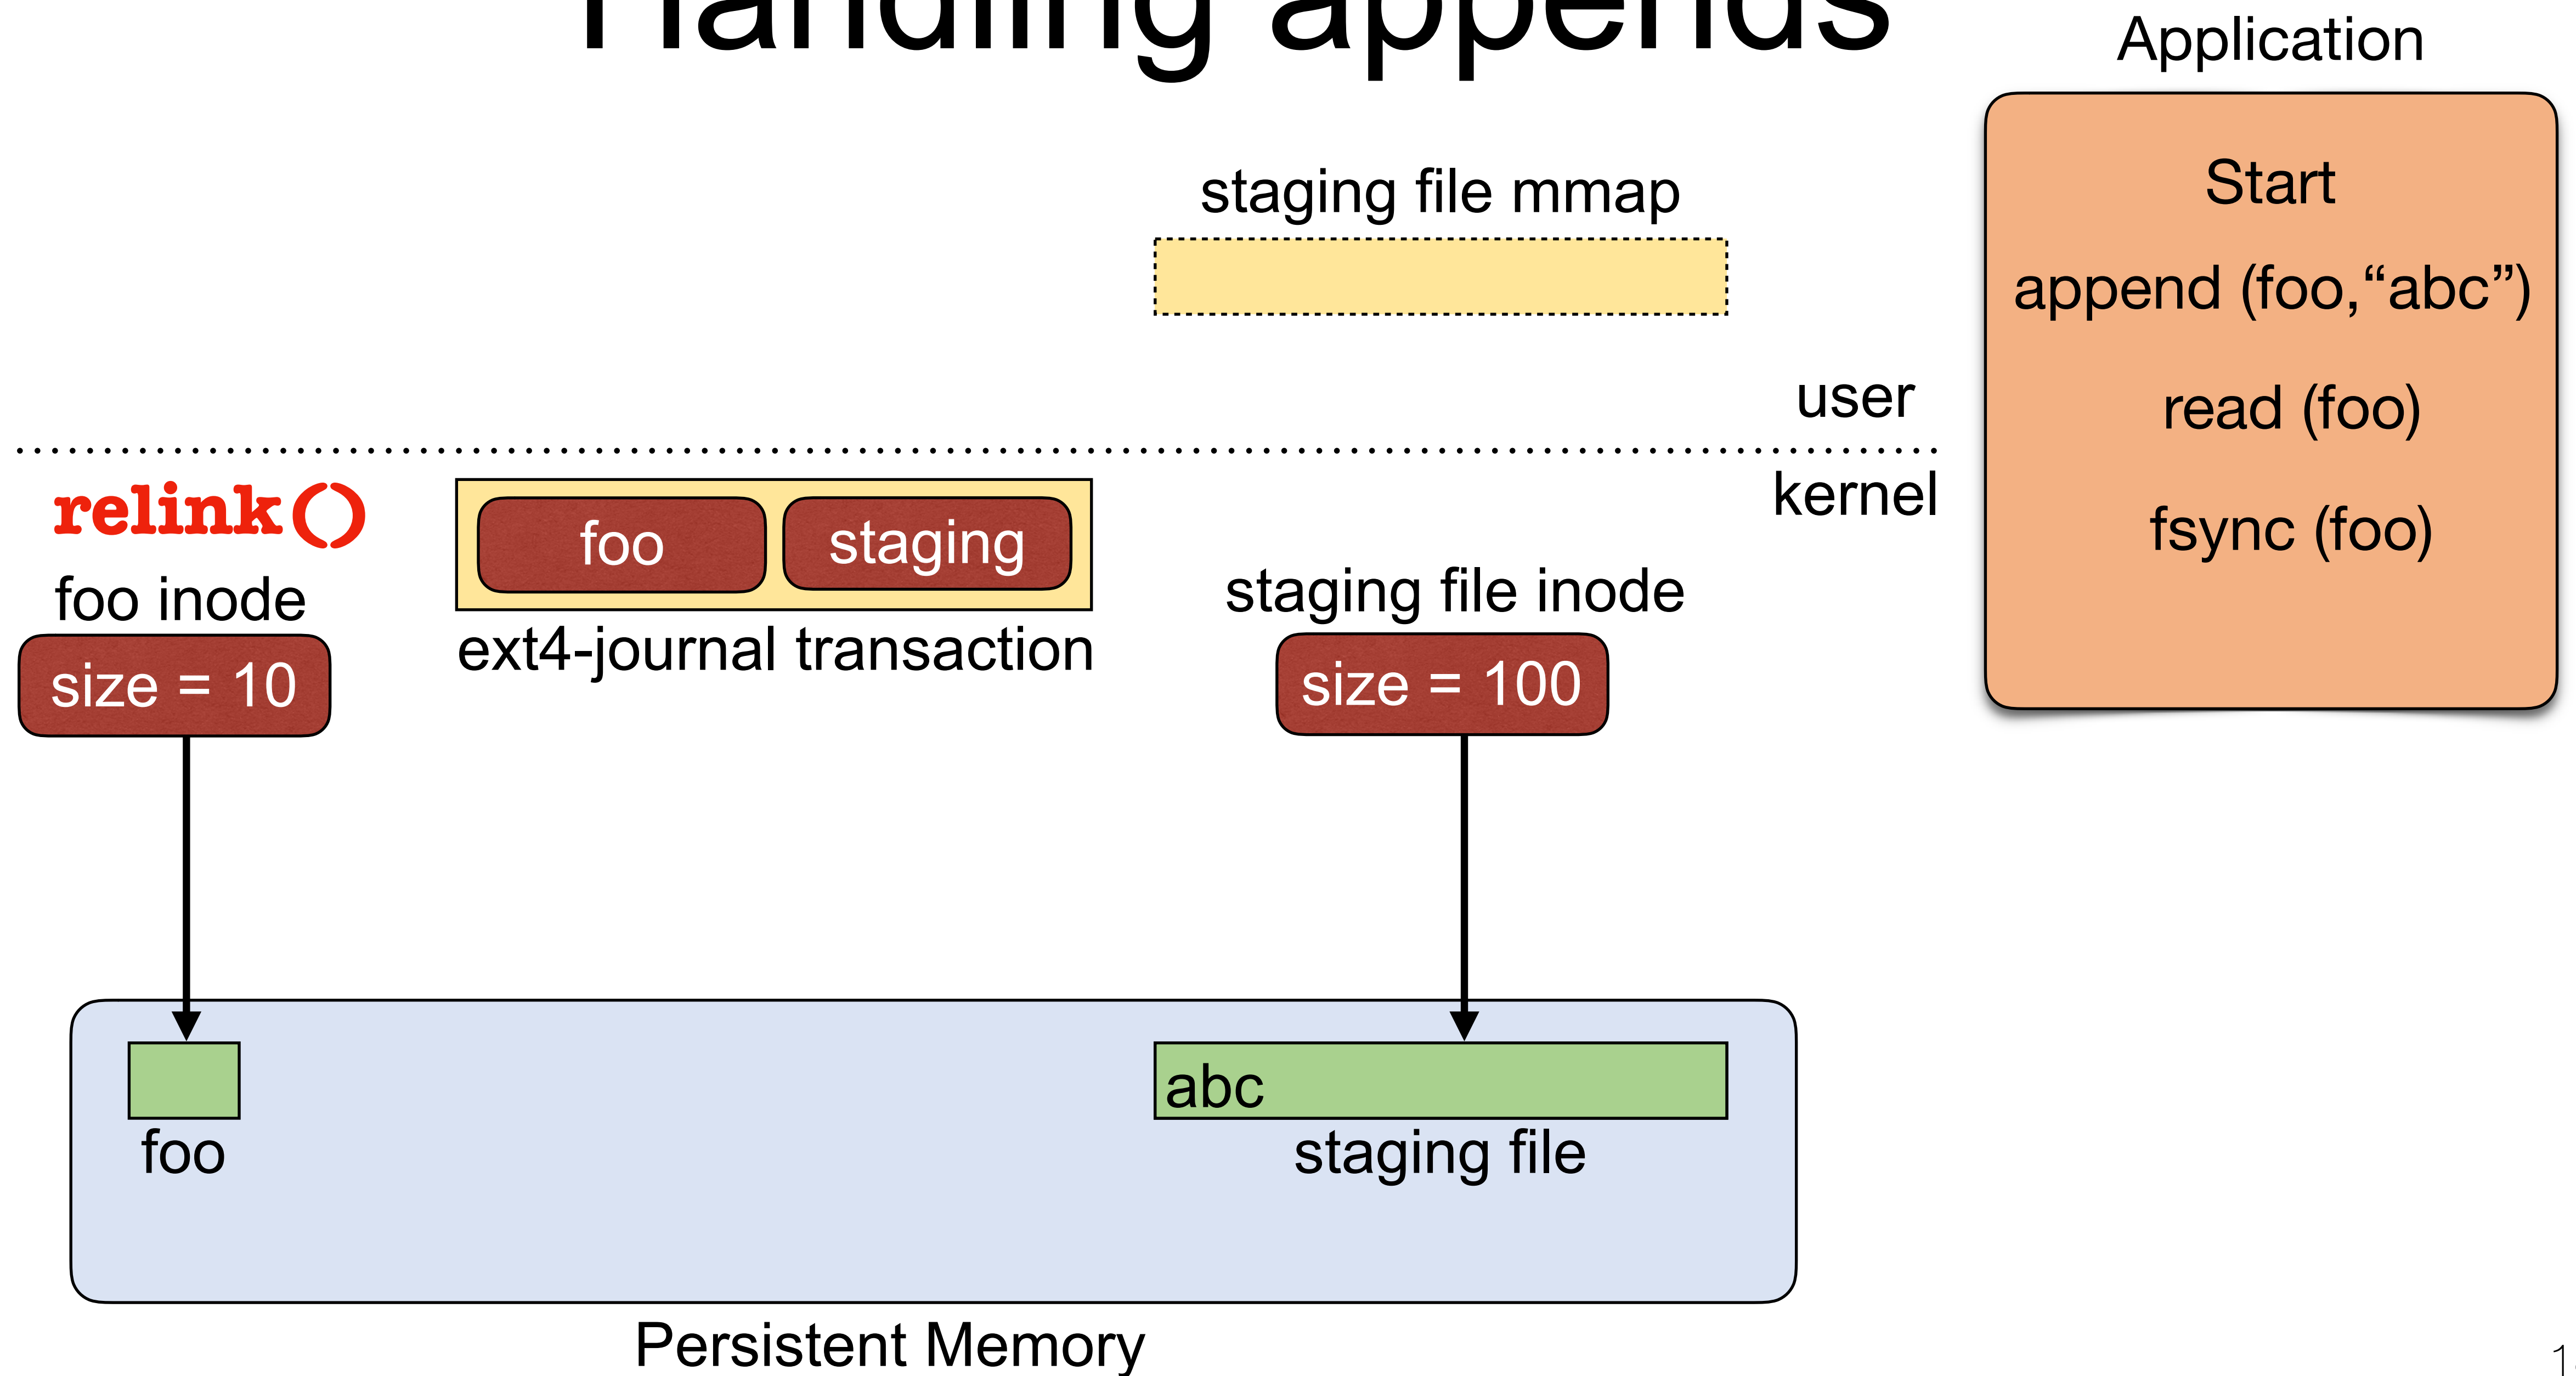 Handling appends
Application
Start
append (foo,“abc”)
read (foo)
fsync (foo)
staging file mmap
user
kernel
relink()
foo
staging
ext4-journal transaction
foo inode
size = 10
staging file inode
size = 100
abc
foo
staging file
Persistent Memory